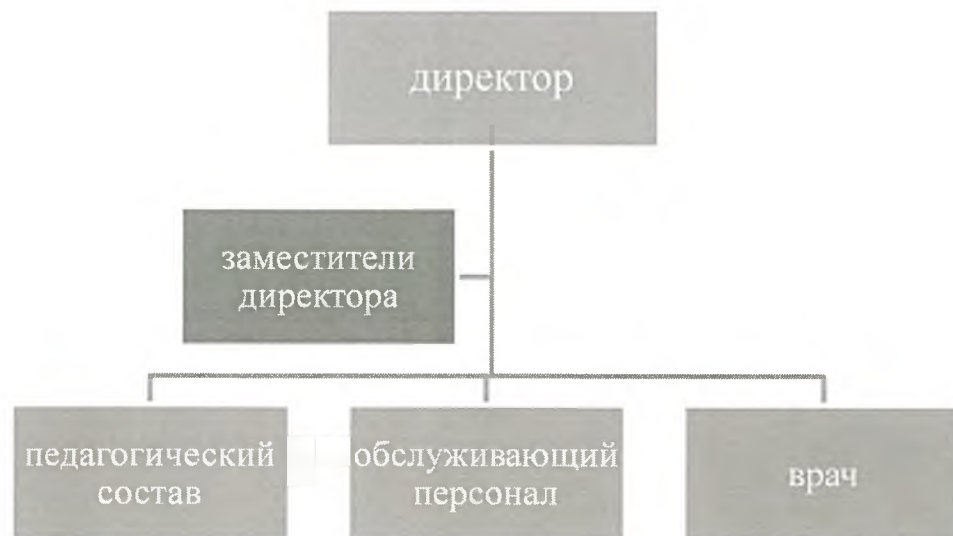 директор
заместители
директора
педагогический
состав
обслуживающий
персонал
врач